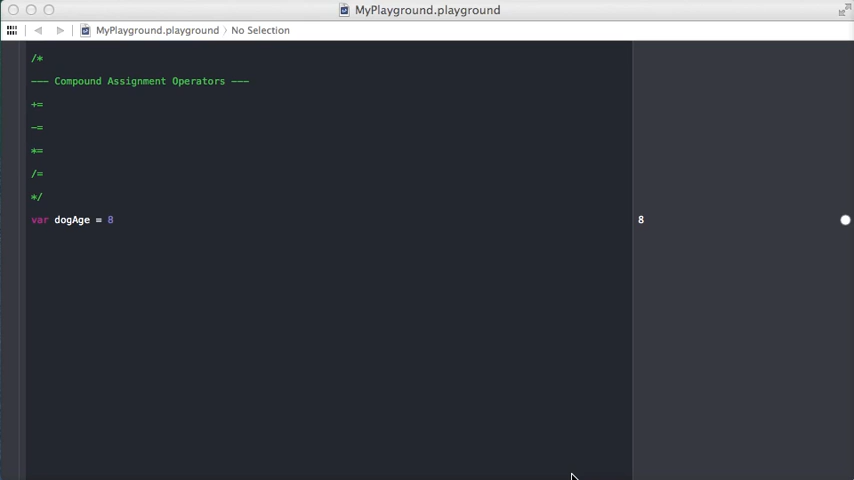 MyPlayground.playground
MyPlayground.playground 〉 No Selection
/*
--- Compound Assignment Operators ---
+=
-=
*=
/=
*/
var dogAge = 8
8